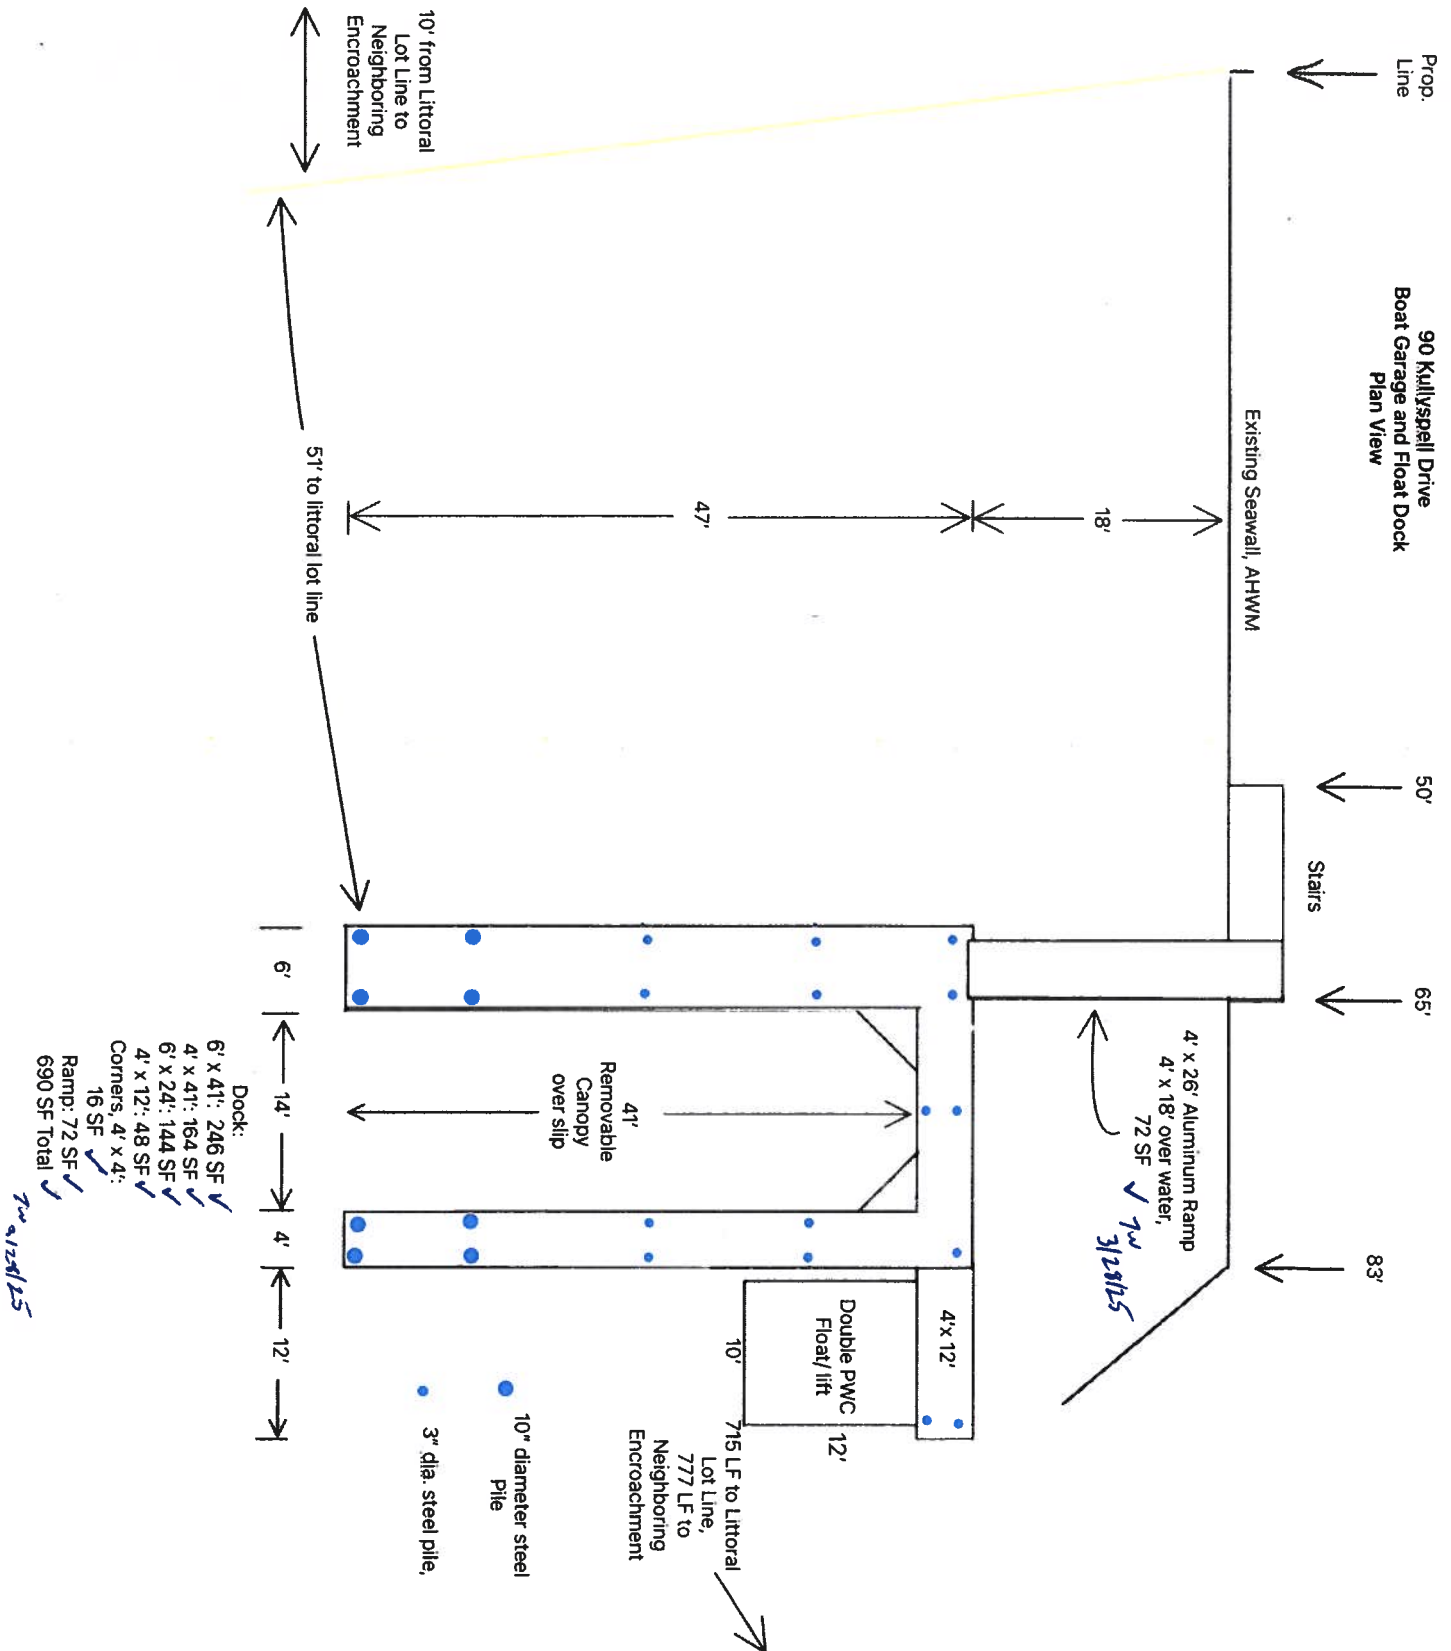 90 Kullyspell Drive
Boat Garage and Float Dock
Plan View
Prop.
Line
50'
65'
83'
Stairs
Existing Seawall, AHWM
4' x 26' Aluminum Ramp
4' x 18' over water,
72 SF ✓ TW
3/28/25
18'
47'
4' x 12'
Double PWC
Float/lift
12'
10'
41'
Removable
Canopy
over slip
715 LF to Littoral
Lot Line,
777 LF to
Neighboring
Encroachment
10' from Littoral
Lot Line to
Neighboring
Encroachment
51' to littoral lot line
10" diameter steel
Pile
3" dia. steel pile,
6'
14'
4'
12'
Dock:
6' x 41': 246 SF ✓
4' x 41': 164 SF ✓
6' x 24': 144 SF ✓
4' x 12': 48 SF ✓
Corners, 4' x 4':
16 SF ✓
Ramp: 72 SF ✓
690 SF Total ✓
TW 3/28/25